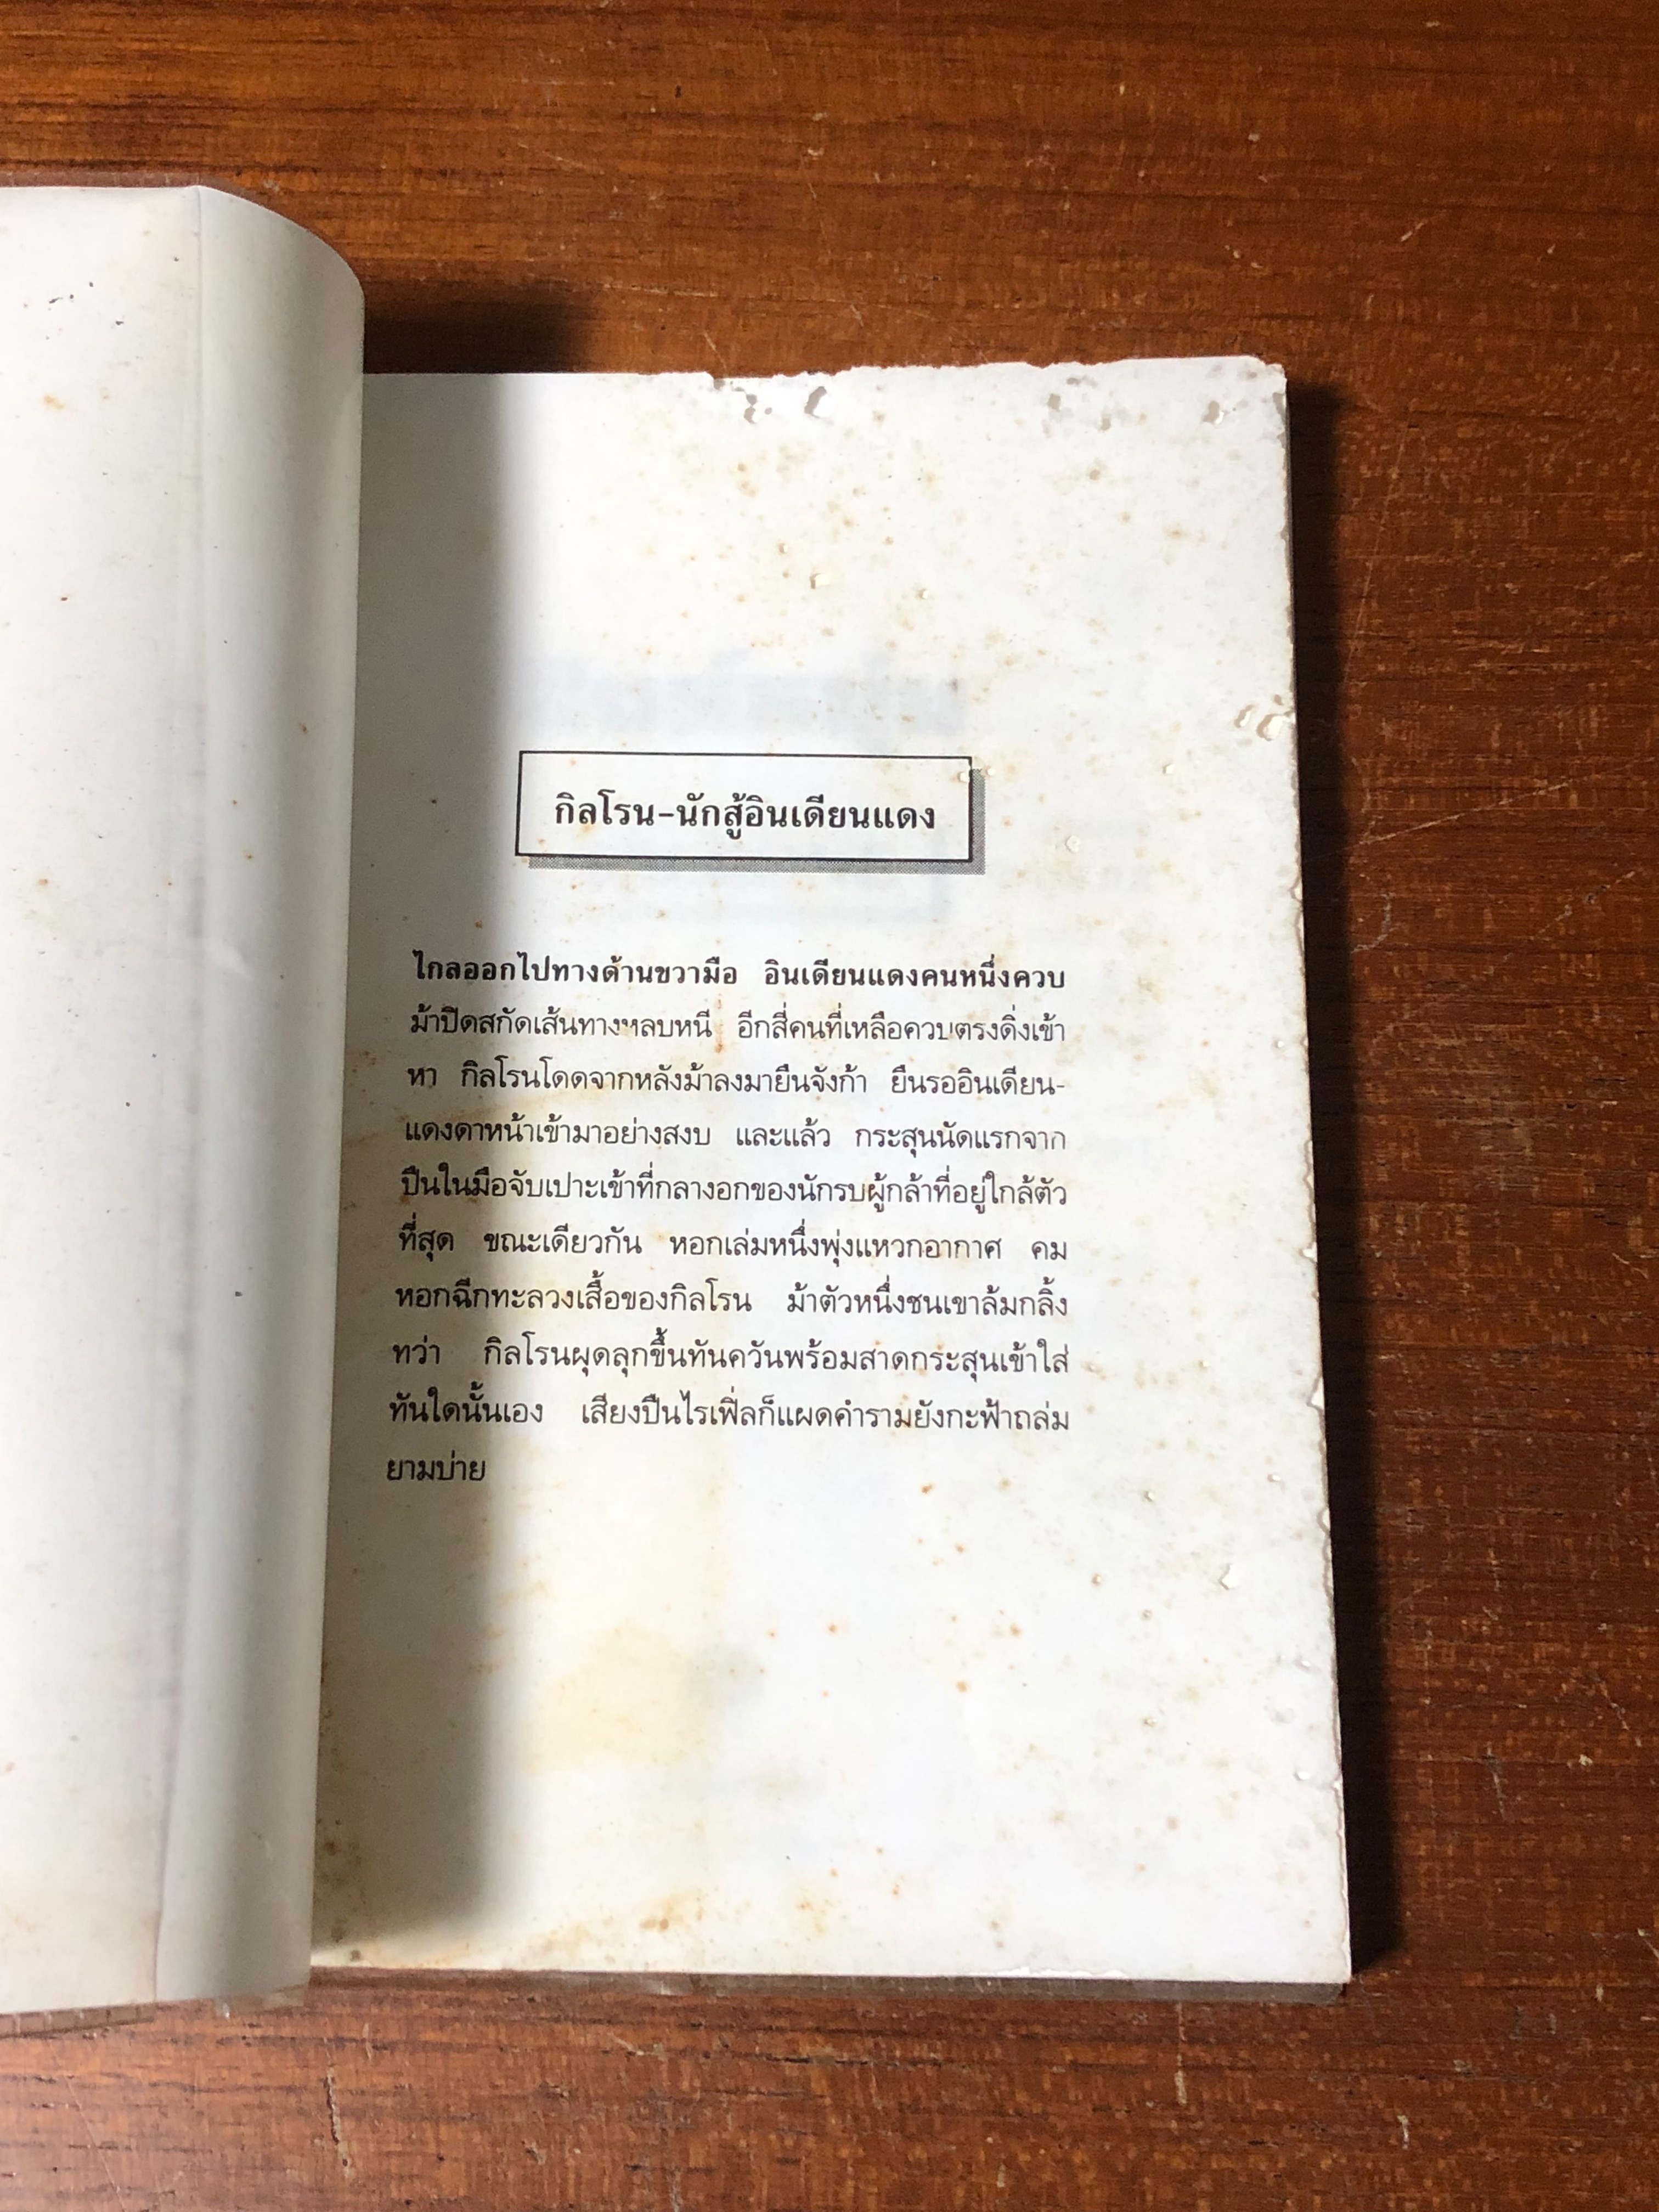 กิลโรน-นักสู้อินเดียนแดง
ไกลออกไปทางด้านขวามือ อินเดียนแดงคนหนึ่งควบ
ม้าปิดสกัดเส้นทางหลบหนี อีกสี่คนที่เหลือควบตรงดิ่งเข้า
หา กิลโรนโดดจากหลังม้าลงมายืนจังก้า ยืนรออินเดียน-
แดงดาหน้าเข้ามาอย่างสงบ และแล้ว กระสุนนัดแรกจาก
ปืนในมือจับเปาะเข้าที่กลางอกของนักรบผู้กล้าที่อยู่ใกล้ตัว
ที่สุด ขณะเดียวกัน หอกเล่มหนึ่งพุ่งแหวกอากาศ คม
หอกฉีกทะลวงเสื้อของกิลโรน ม้าตัวหนึ่งชนเขาล้มกลิ้ง
ทว่า กิลโรนผุดลุกขึ้นทันควันพร้อมสาดกระสุนเข้าใส่
ทันใดนั้นเอง เสียงปืนไรเฟิ่ลก็แผดคำรามยังกะฟ้าถล่ม
ยามบ่าย